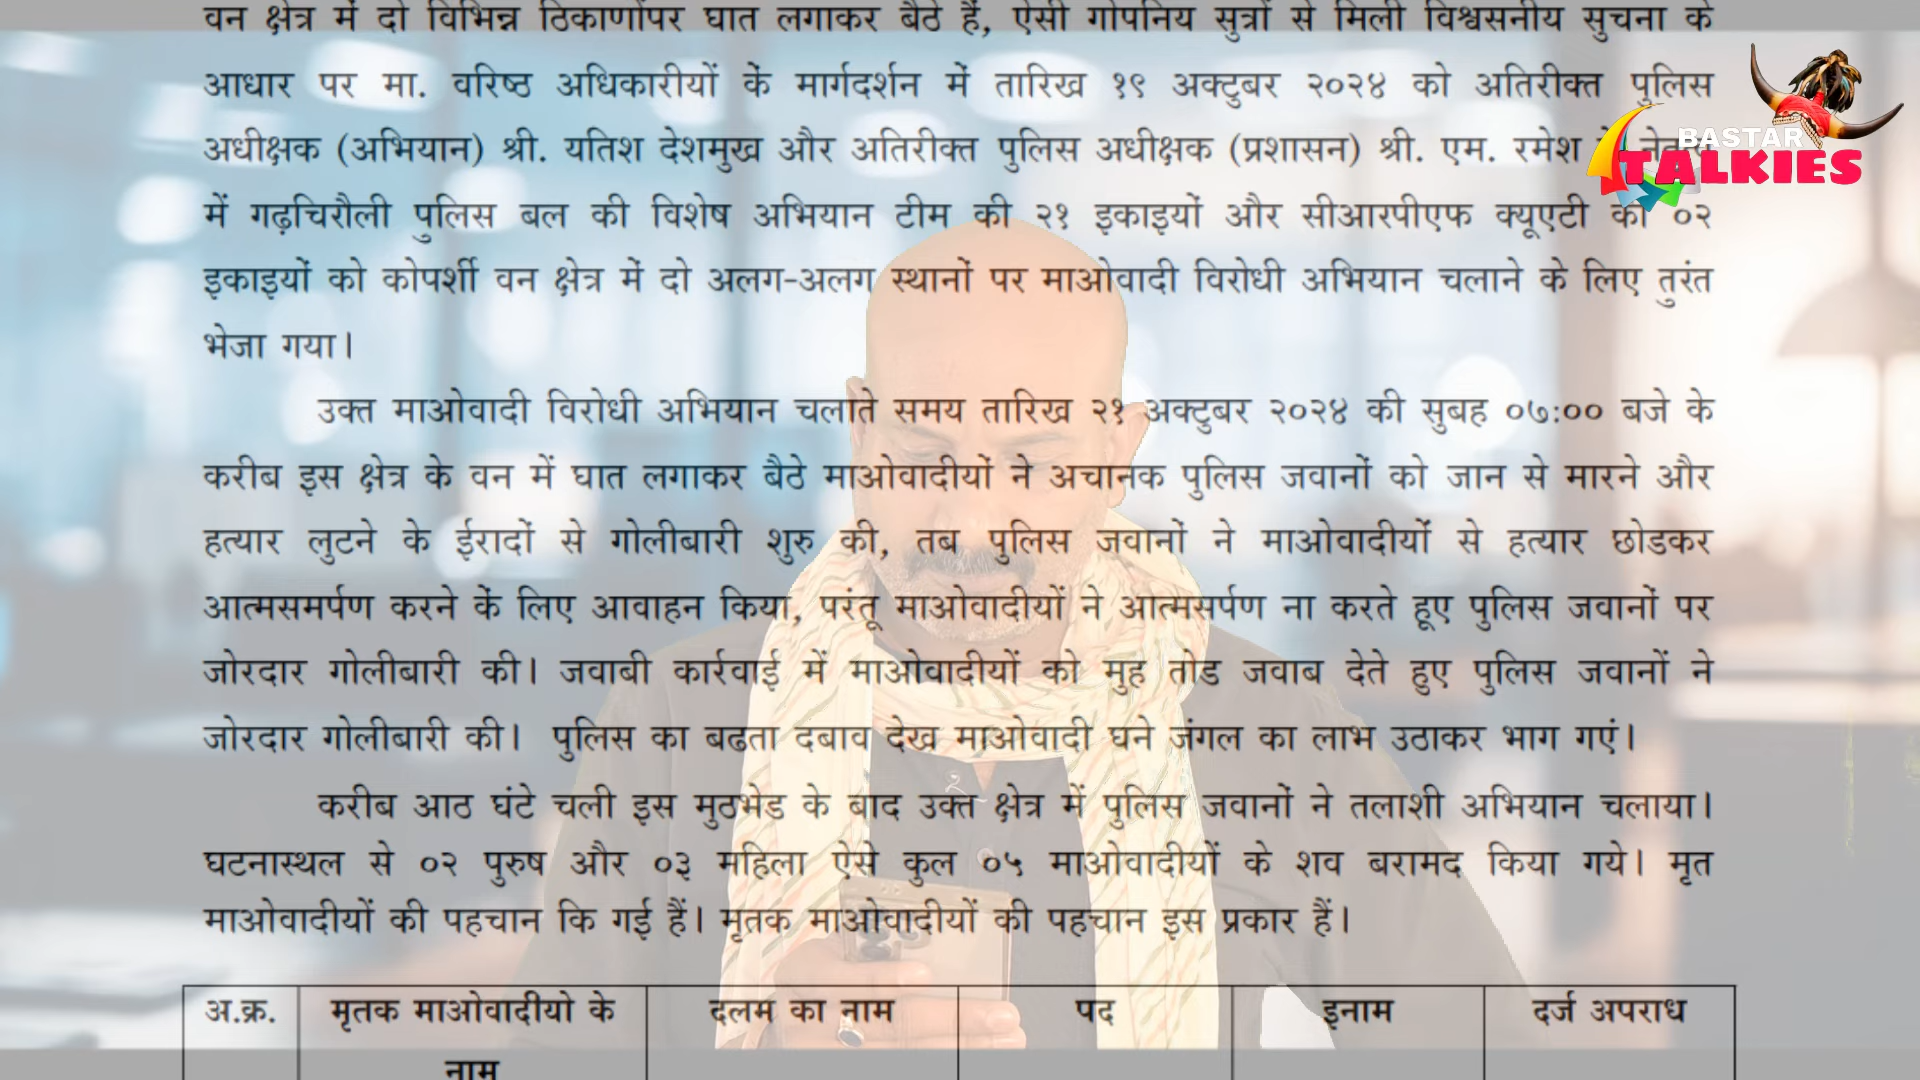 वन क्षेत्र में दो विभिन्न ठिकाणोंपर घात लगाकर बैठे हैं, ऐसी गोपनिय सुत्रों से मिली विश्वसनीय सुचना के
आधार पर मा. वरिष्ठ अधिकारीयों के मार्गदर्शन में तारिख १९ अक्टुबर २०२४ को अतिरीक्त पुलिस
अधीक्षक (अभियान) श्री. यतिश देशमुख और अतिरीक्त पुलिस अधीक्षक (प्रशासन) श्री. एम. रमेश
BASTAR
TALKIES
में गढ़चिरौली पुलिस बल की विशेष अभियान टीम की २१ इकाइयों और सीआरपीएफ क्यूएटी की ०२
इकाइयों को कोपर्शी वन क्षेत्र में दो अलग-अलग स्थानों पर माओवादी विरोधी अभियान चलाने के लिए तुरंत
भेजा गया।
उक्त माओवादी विरोधी अभियान चलाते समय तारिख २१ अक्टुबर २०२४ की सुबह ०७:०० बजे के
करीब इस क्षेत्र के वन में घात लगाकर बैठे माओवादीयों ने अचानक पुलिस जवानों को जान से मारने और
हत्यार लुटने के ईरादों से गोलीबारी शुरु की, तब पुलिस जवानों ने माओवादीयों से हत्यार छोडकर
आत्मसमर्पण करने कें लिए आवाहन किया, परंतू माओवादीयों ने आत्मसर्पण ना करते हूए पुलिस जवानों पर
जोरदार गोलीबारी की। जवाबी कार्रवाई में माओवादीयों को मुह तोड जवाब देते हुए पुलिस जवानों ने
जोरदार गोलीबारी की। पुलिस का बढता दबाव देख माओवादी घने जंगल का लाभ उठाकर भाग गएं।
करीब आठ घंटे चली इस मुठभेड के बाद उक्त क्षेत्र में पुलिस जवानों ने तलाशी अभियान चलाया।
घटनास्थल से ०२ पुरुष और ०३ महिला ऐसे कुल ०५ माओवादीयों के शव बरामद किया गये। मृत
माओवादीयों की पहचान कि गई हैं। मृतक माओवादीयों की पहचान इस प्रकार हैं।
अ.क्र. मृतक माओवादीयो के दलम का नाम पद इनाम दर्ज अपराध
नाम